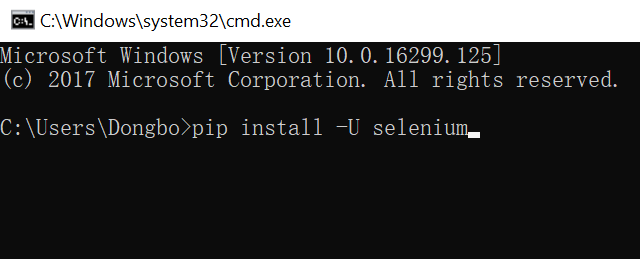 C:\Windows\system32\cmd.exe
Microsoft Windows [Version 10.0.16299.125]
(c) 2017 Microsoft Corporation. All rights reserved.
C:\Users\Dongbo>pip install -U selenium